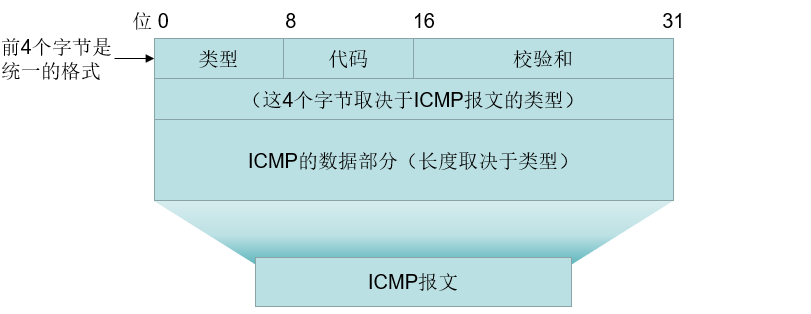 位 0 8 16 31
前4个字节是
统一的格式
类型 代码 校验和
（这4个字节取决于ICMP报文的类型）
ICMP的数据部分（长度取决于类型）
ICMP报文